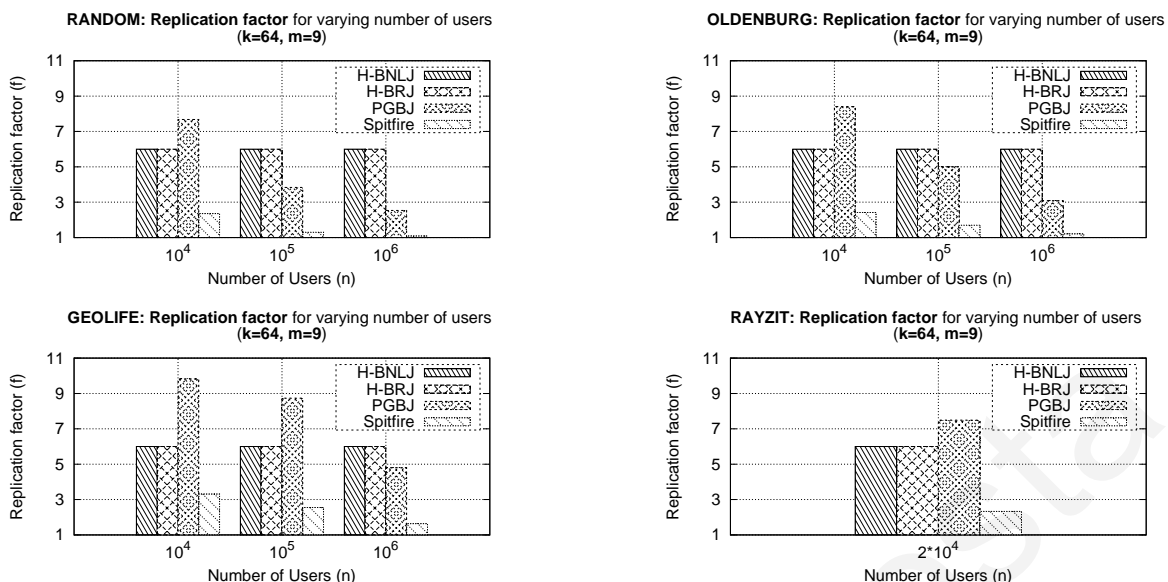 RANDOM: Replication factor for varying number of users
(k=64, m=9)
Replication factor (f)
11
9
7
5
3
1
H-BNLJ
H-BRJ
PGBJ
Spitfire
10^4
10^5
10^6
Number of Users (n)
OLDENBURG: Replication factor for varying number of users
(k=64, m=9)
Replication factor (f)
11
9
7
5
3
1
H-BNLJ
H-BRJ
PGBJ
Spitfire
10^4
10^5
10^6
Number of Users (n)
GEOLIFE: Replication factor for varying number of users
(k=64, m=9)
Replication factor (f)
11
9
7
5
3
1
H-BNLJ
H-BRJ
PGBJ
Spitfire
10^4
10^5
10^6
Number of Users (n)
RAYZIT: Replication factor for varying number of users
(k=64, m=9)
Replication factor (f)
11
9
7
5
3
1
H-BNLJ
H-BRJ
PGBJ
Spitfire
2*10^4
Number of Users (n)